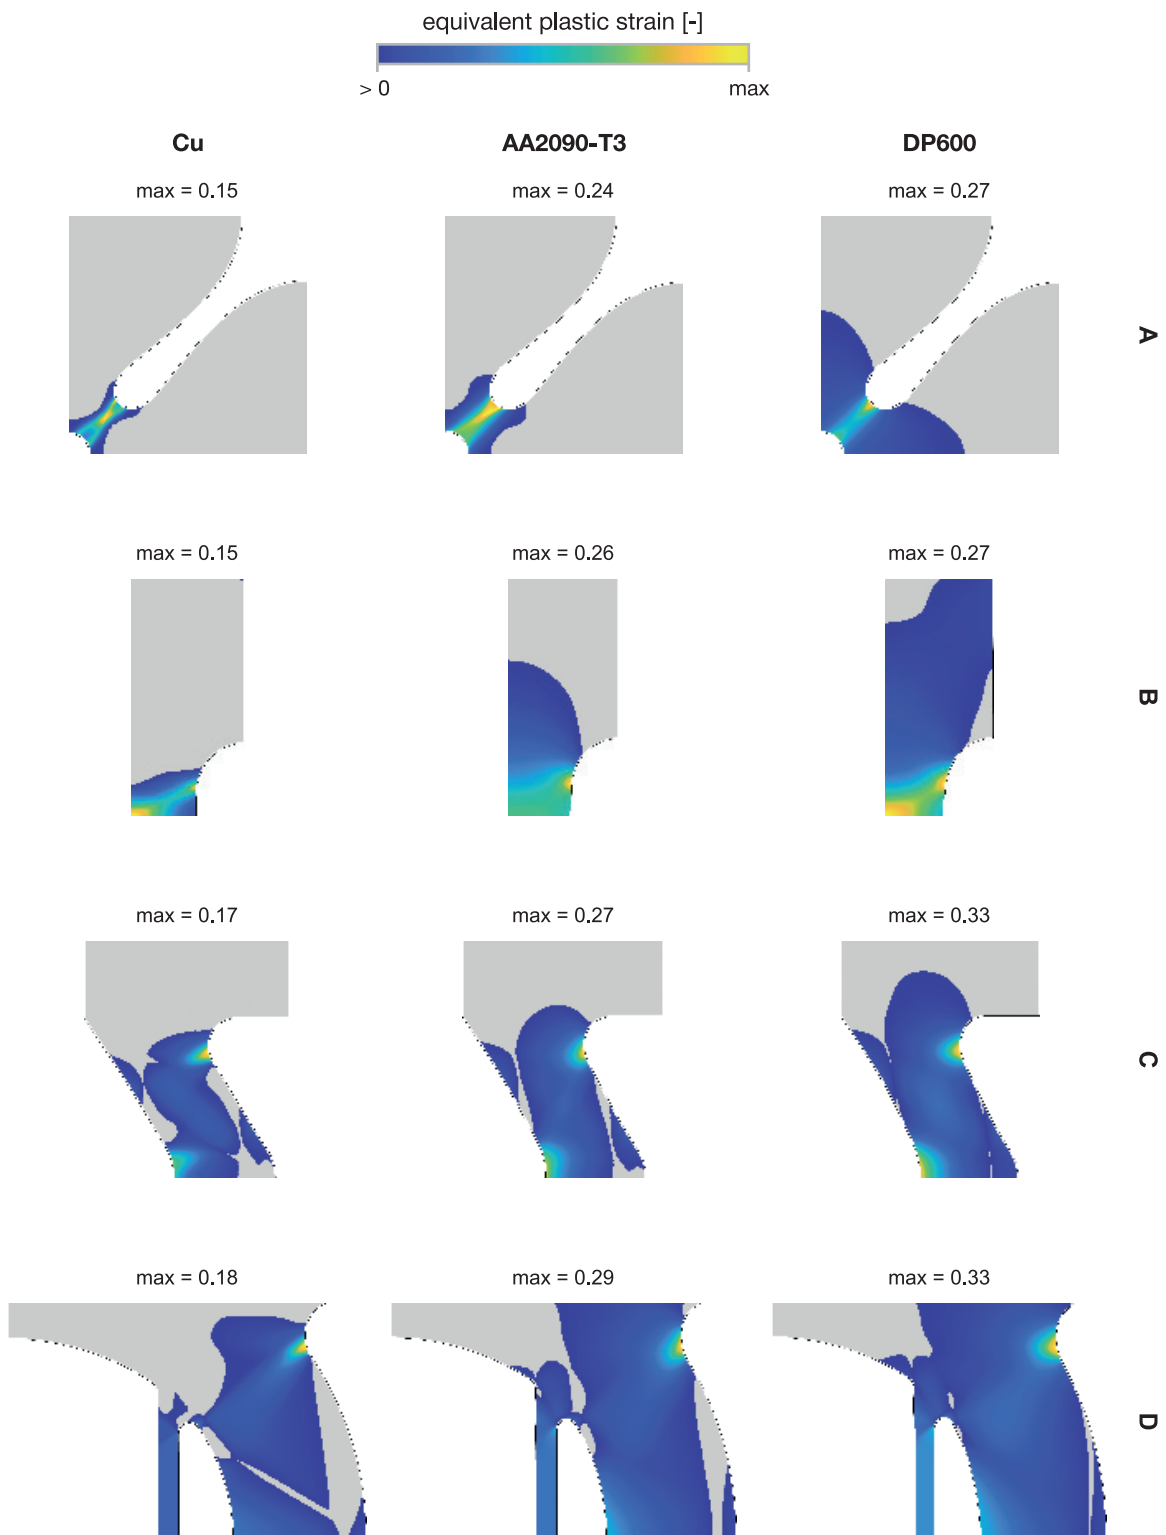 equivalent plastic strain [-]
> 0 max
Cu AA2090-T3 DP600
max = 0.15 max = 0.24 max = 0.27
A
max = 0.15 max = 0.26 max = 0.27
B
max = 0.17 max = 0.27 max = 0.33
C
max = 0.18 max = 0.29 max = 0.33
D